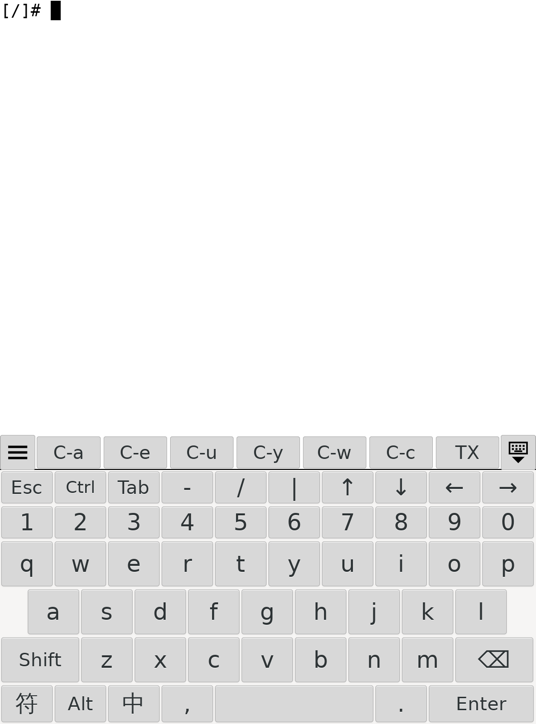 [/]#
C-a C-e C-u C-y C-w C-c TX
Esc Ctrl Tab - / | ↑ ↓ ← →
1 2 3 4 5 6 7 8 9 0
q w e r t y u i o p
a s d f g h j k l
Shift z x c v b n m ⌫
符 Alt 中 , . Enter